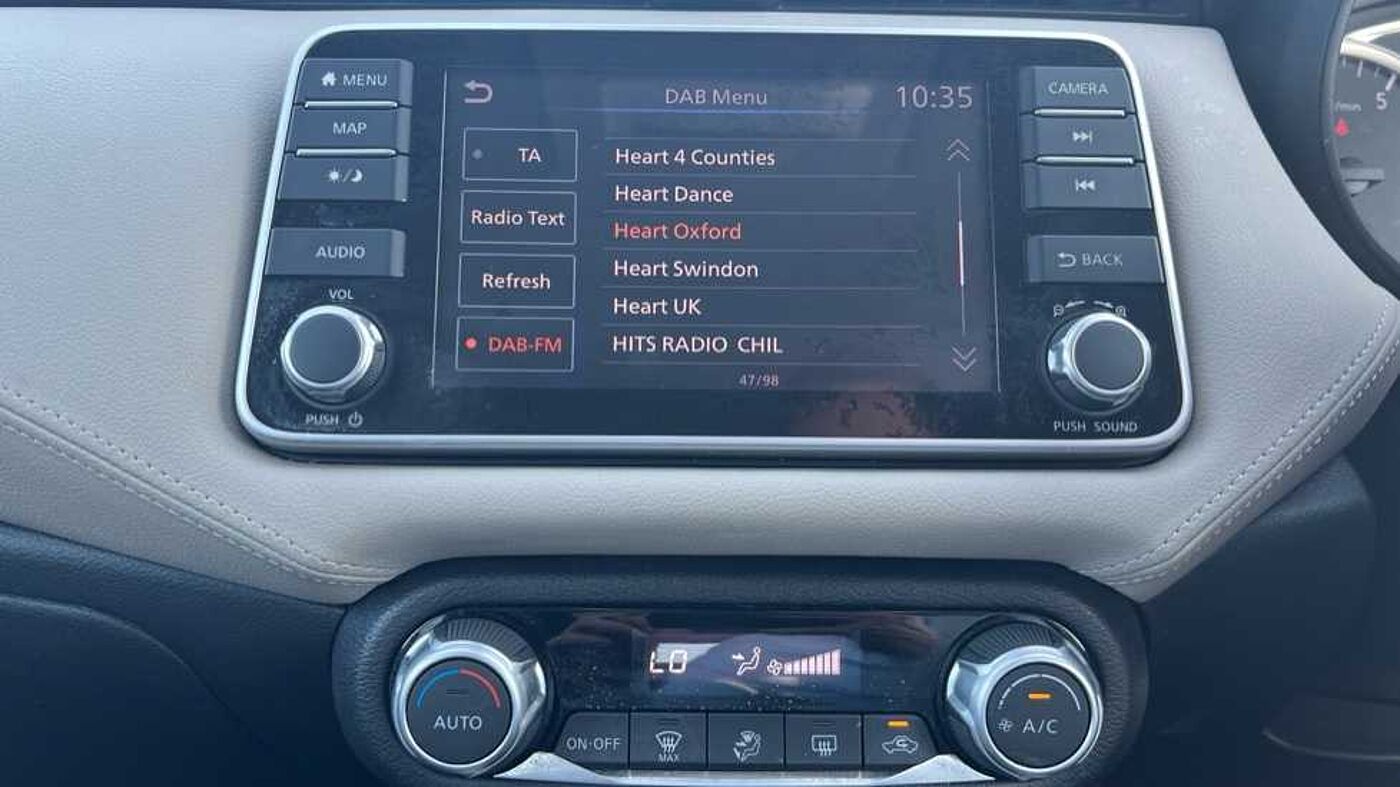 MENU
MAP
AUDIO
VOL
PUSH
DAB Menu
10:35
TA
Radio Text
Refresh
DAB-FM
Heart 4 Counties
Heart Dance
Heart Oxford
Heart Swindon
Heart UK
HITS RADIO CHIL
47/98
CAMERA
BACK
PUSH SOUND
5
LO
AUTO
ON·OFF
MAX
A/C